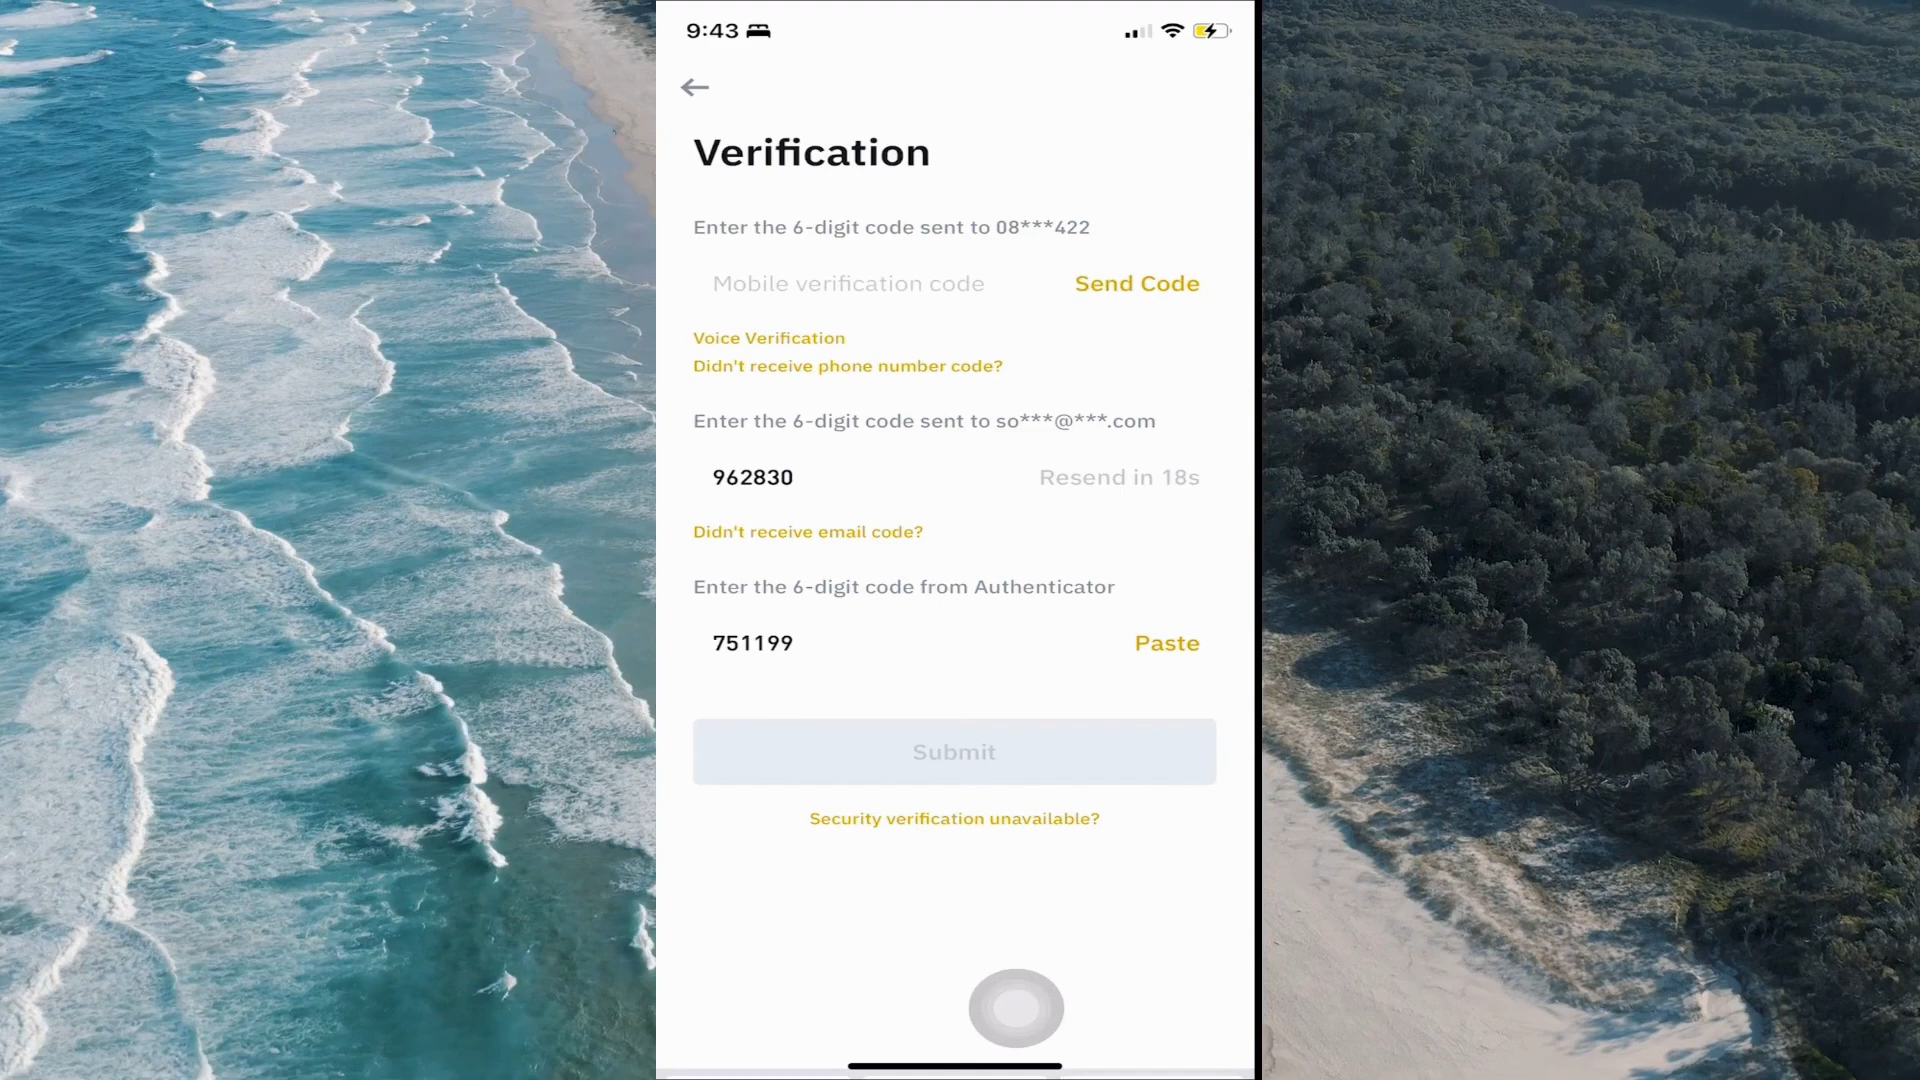 9:43
Verification
Enter the 6-digit code sent to 08***422
Mobile verification code Send Code
Voice Verification
Didn't receive phone number code?
Enter the 6-digit code sent to so***@***.com
962830 Resend in 18s
Didn't receive email code?
Enter the 6-digit code from Authenticator
751199 Paste
Submit
Security verification unavailable?